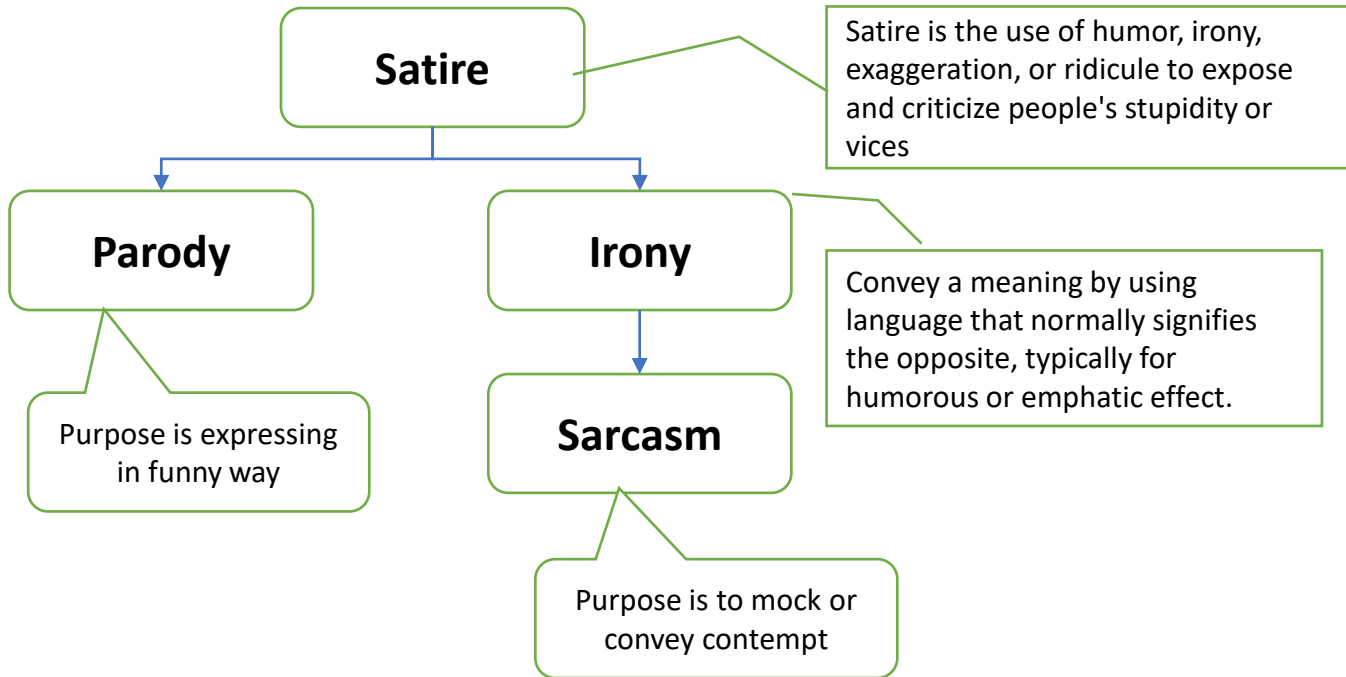 Satire
Satire is the use of humor, irony,
exaggeration, or ridicule to expose
and criticize people's stupidity or
vices
Parody
Irony
Convey a meaning by using
language that normally signifies
the opposite, typically for
humorous or emphatic effect.
Purpose is expressing
in funny way
Sarcasm
Purpose is to mock or
convey contempt